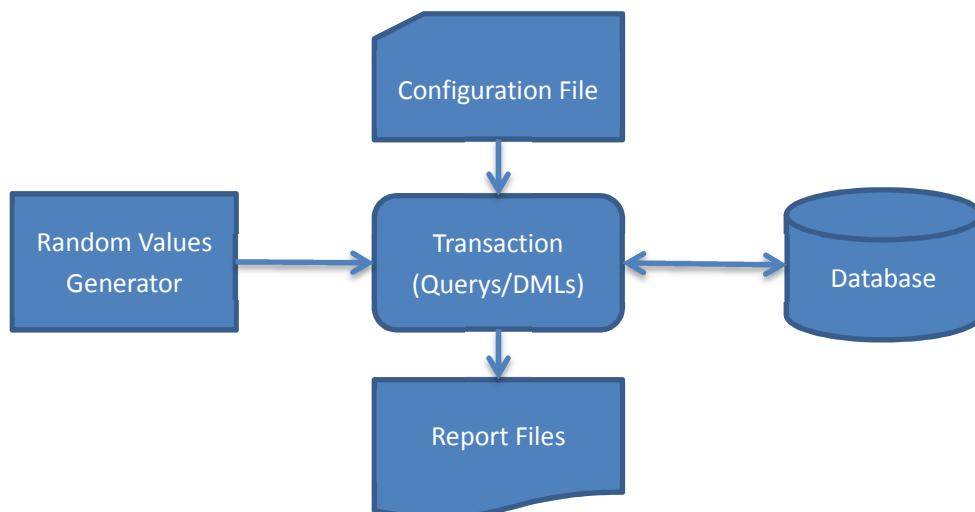 Configuration File
Random Values
Generator
Transaction
(Querys/DMLs)
Database
Report Files